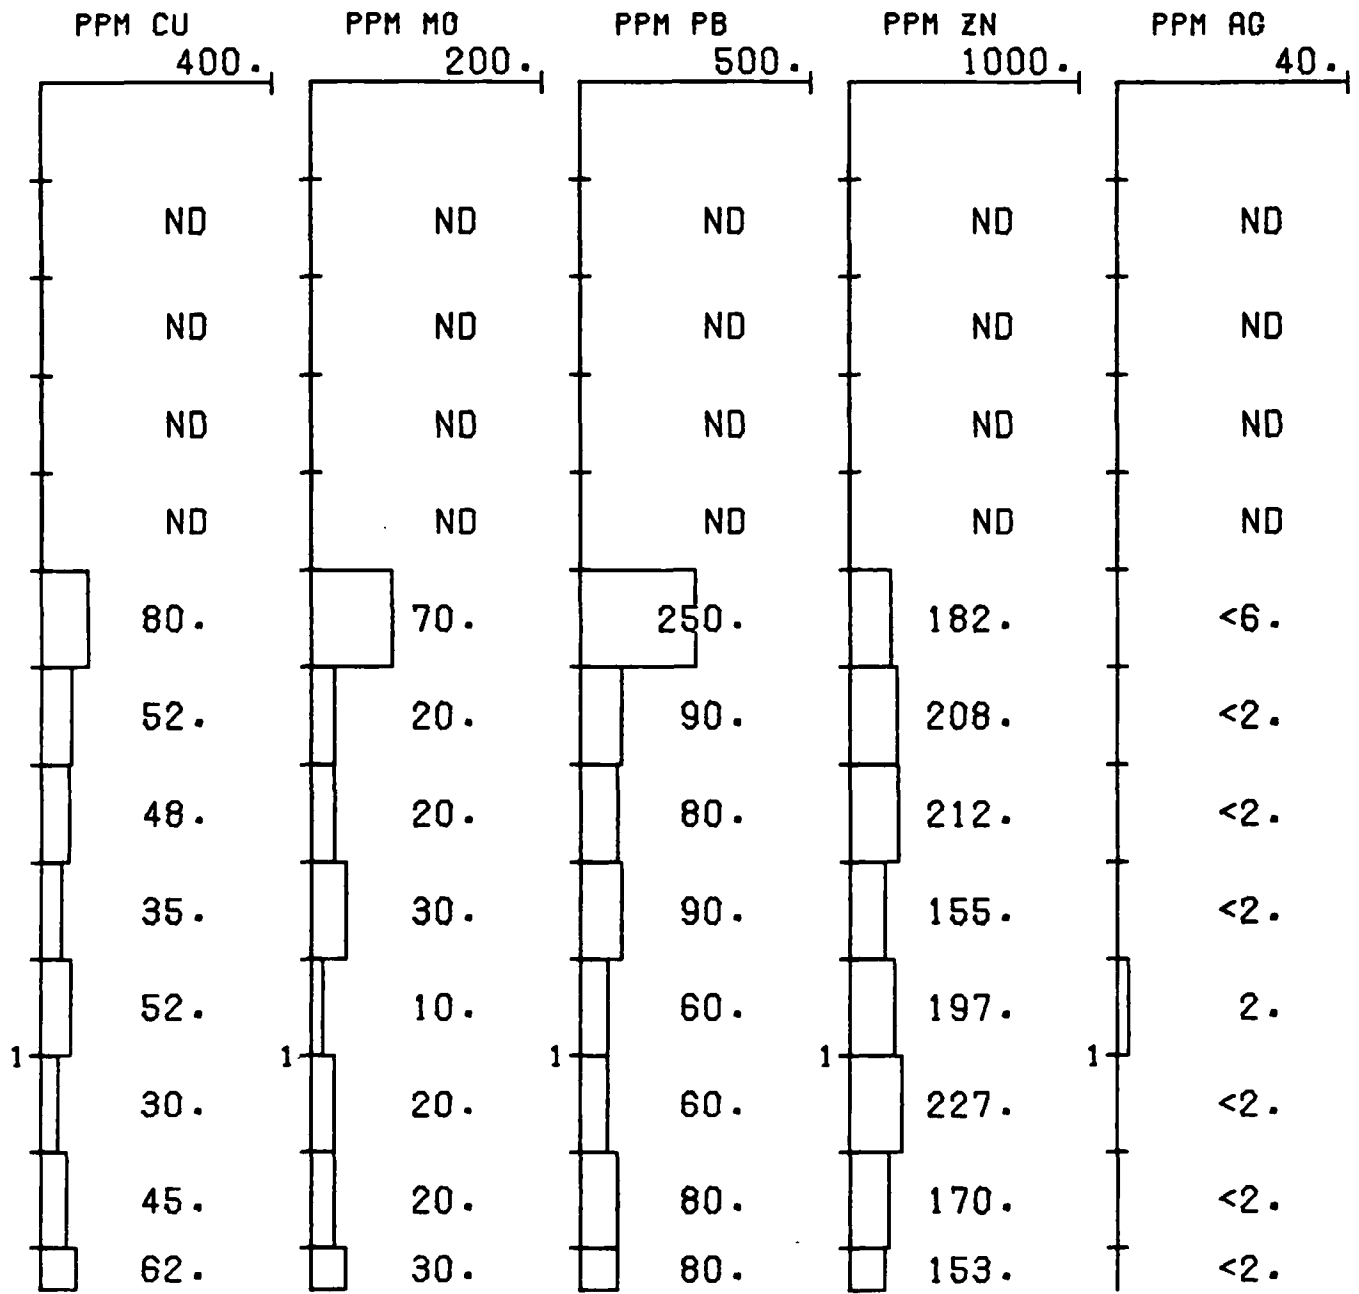 PPM CU PPM MO PPM PB PPM ZN PPM AG
400. 200. 500. 1000. 40.
ND ND ND ND ND
ND ND ND ND ND
ND ND ND ND ND
ND ND ND ND ND
80. 70. 250. 182. <6.
52. 20. 90. 208. <2.
48. 20. 80. 212. <2.
35. 30. 90. 155. <2.
52. 10. 60. 197. 2.
1 1 1 1 1
30. 20. 60. 227. <2.
45. 20. 80. 170. <2.
62. 30. 80. 153. <2.